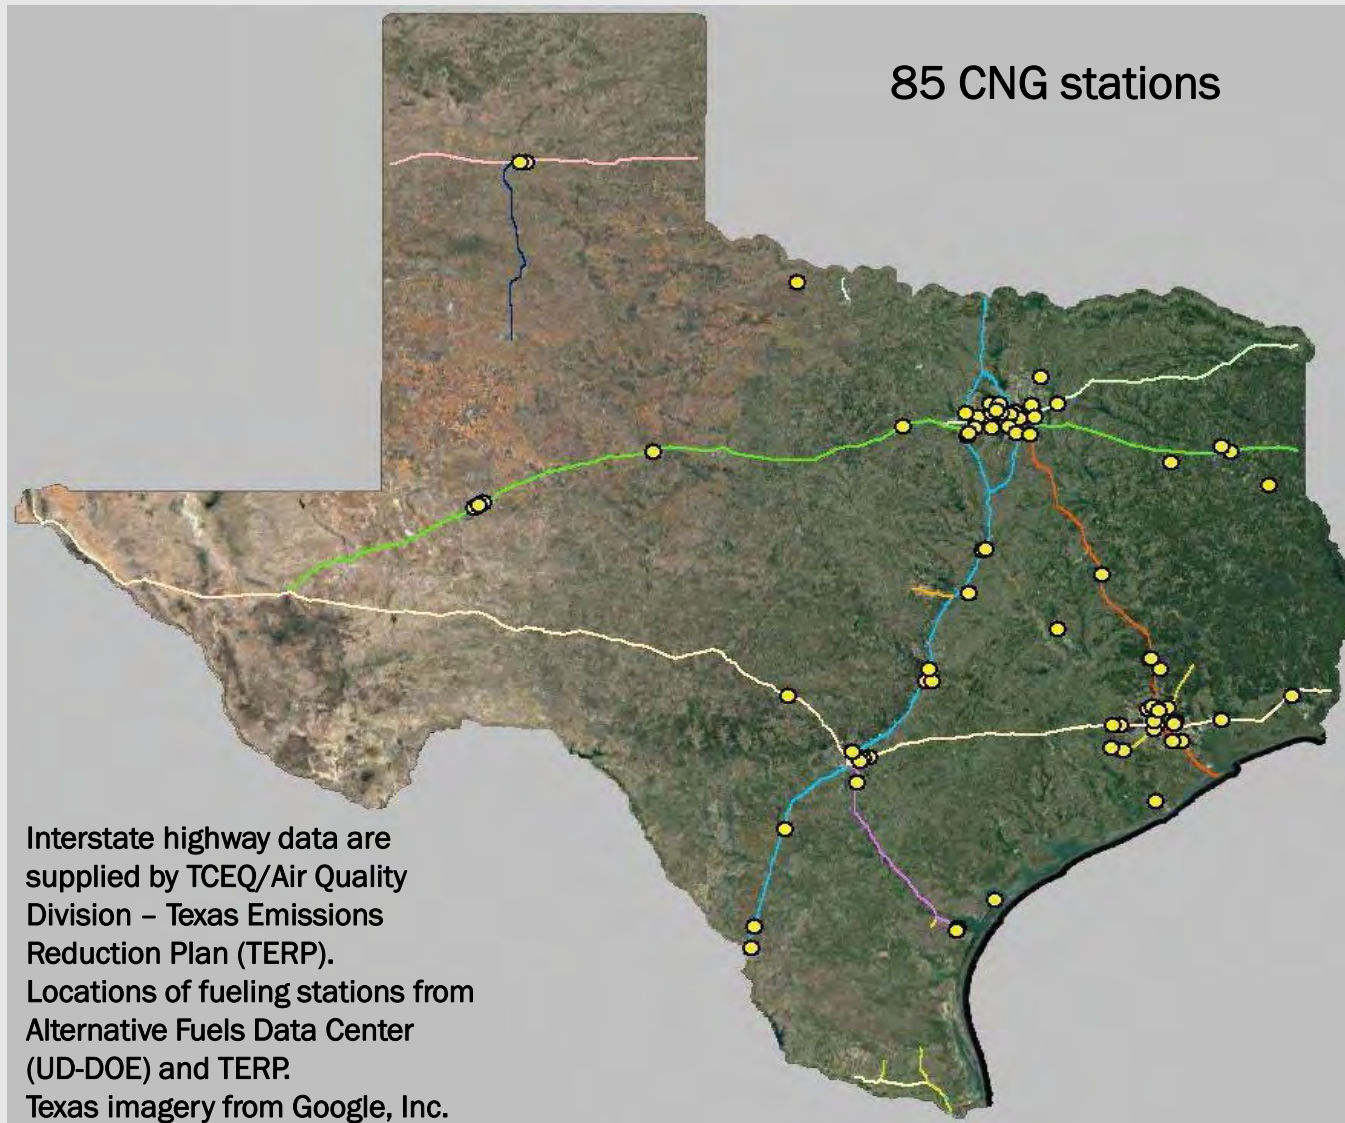 85 CNG stations
Interstate highway data are
supplied by TCEQ/Air Quality
Division – Texas Emissions
Reduction Plan (TERP).
Locations of fueling stations from
Alternative Fuels Data Center
(UD-DOE) and TERP.
Texas imagery from Google, Inc.